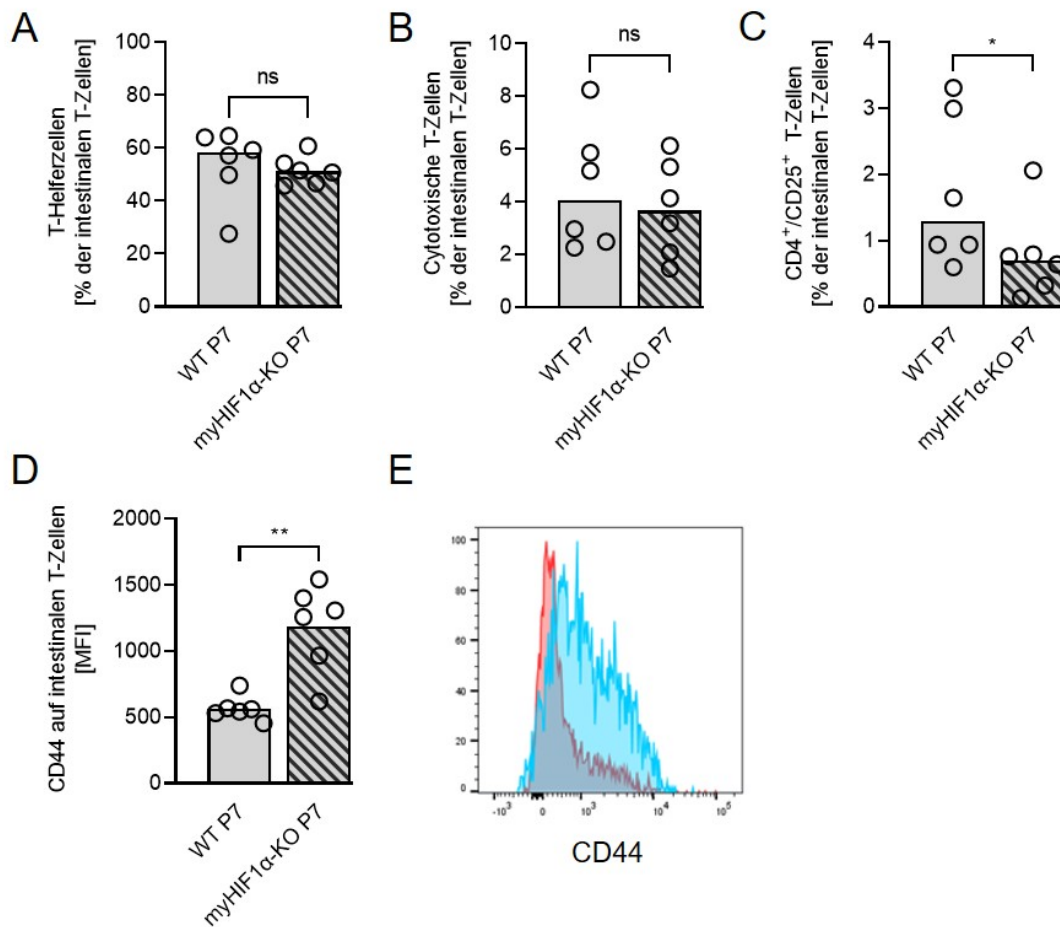 A
T-Helferzellen
[% der intestinalen T-Zellen]
100
80
60
40
20
0
ns
WT P7
myHIF1α-KO P7
B
Cytotoxische T-Zellen
[% der intestinalen T-Zellen]
10
8
6
4
2
0
ns
WT P7
myHIF1α-KO P7
C
CD4⁺/CD25⁺ T-Zellen
[% der intestinalen T-Zellen]
4
3
2
1
0
*
WT P7
myHIF1α-KO P7
D
CD44 auf intestinalen T-Zellen
[MFI]
2000
1500
1000
500
0
**
WT P7
myHIF1α-KO P7
E
100
80
60
40
20
0
-10³ 0 10³ 10⁴ 10⁵
CD44